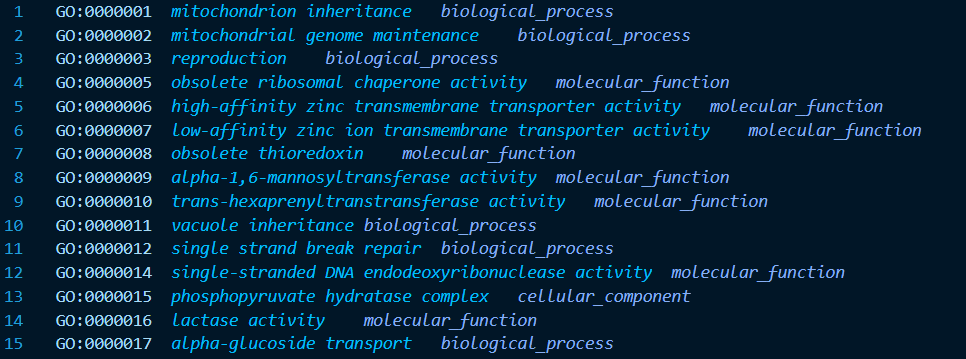 1 GO:0000001 mitochondrion inheritance biological_process
2 GO:0000002 mitochondrial genome maintenance biological_process
3 GO:0000003 reproduction biological_process
4 GO:0000005 obsolete ribosomal chaperone activity molecular_function
5 GO:0000006 high-affinity zinc transmembrane transporter activity molecular_function
6 GO:0000007 low-affinity zinc ion transmembrane transporter activity molecular_function
7 GO:0000008 obsolete thioredoxin molecular_function
8 GO:0000009 alpha-1,6-mannosyltransferase activity molecular_function
9 GO:0000010 trans-hexaprenyltranstransferase activity molecular_function
10 GO:0000011 vacuole inheritance biological_process
11 GO:0000012 single strand break repair biological_process
12 GO:0000014 single-stranded DNA endodeoxyribonuclease activity molecular_function
13 GO:0000015 phosphopyruvate hydratase complex cellular_component
14 GO:0000016 lactase activity molecular_function
15 GO:0000017 alpha-glucoside transport biological_process